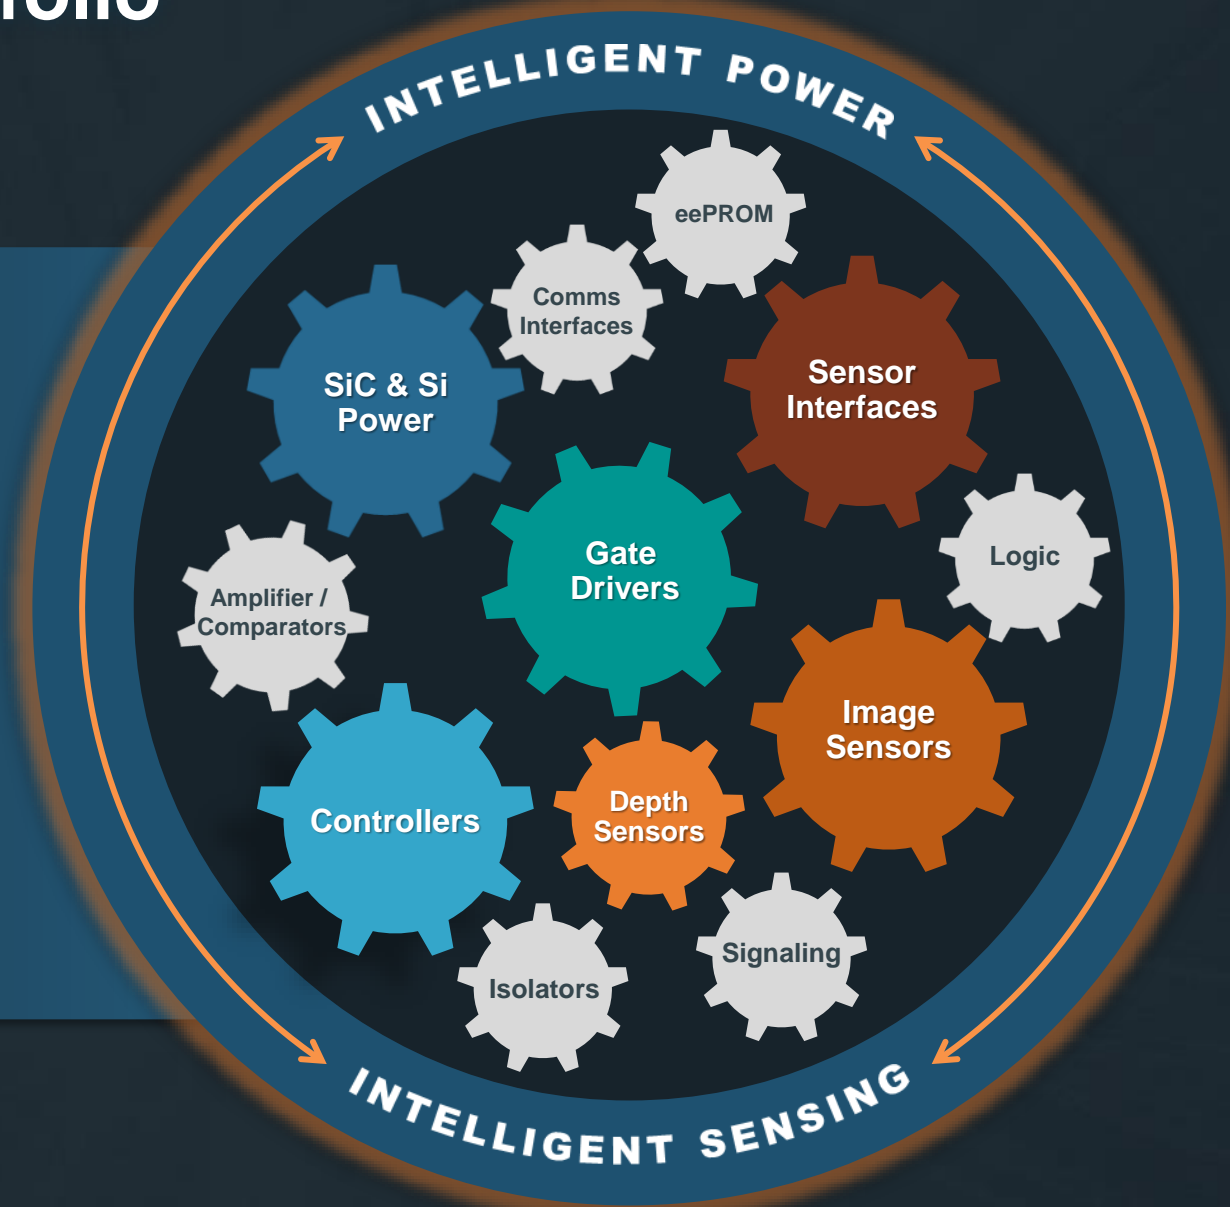 INTELLIGENT POWER
eePROM
Comms
Interfaces
SiC & Si
Power
Sensor
Interfaces
Gate
Drivers
Logic
Amplifier /
Comparators
Image
Sensors
Controllers
Depth
Sensors
Signaling
Isolators
INTELLIGENT SENSING